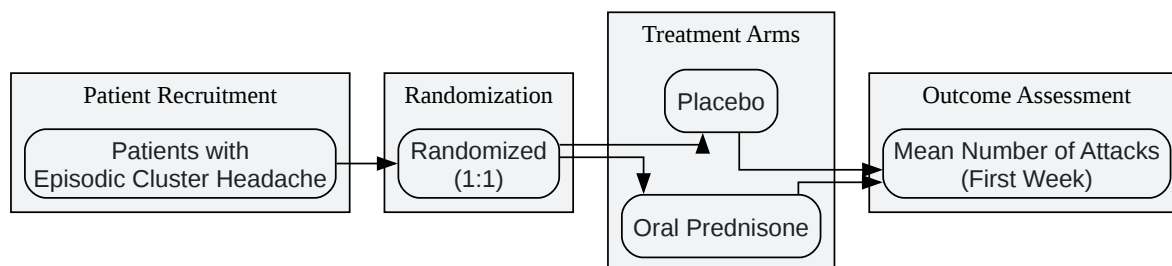 Patient Recruitment
Patients with
Episodic Cluster Headache
Randomization
Randomized
(1:1)
Treatment Arms
Placebo
Oral Prednisone
Outcome Assessment
Mean Number of Attacks
(First Week)